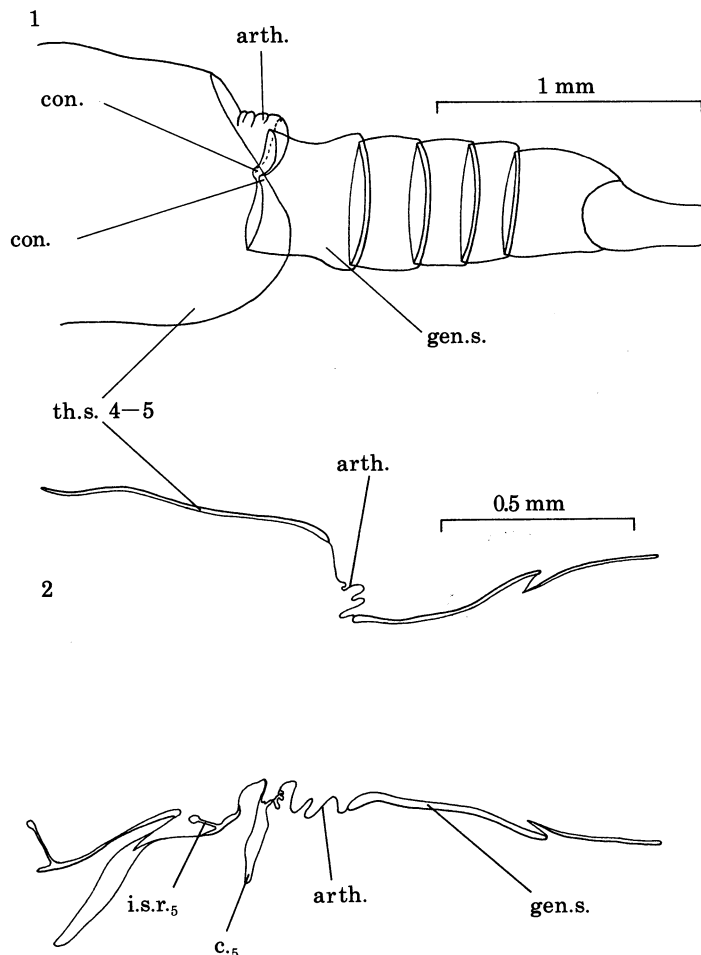 1
arth.
con.
1 mm
con.
gen.s.
th.s. 4–5
arth.
0.5 mm
2
i.s.r.₅
arth.
gen.s.
c.₅